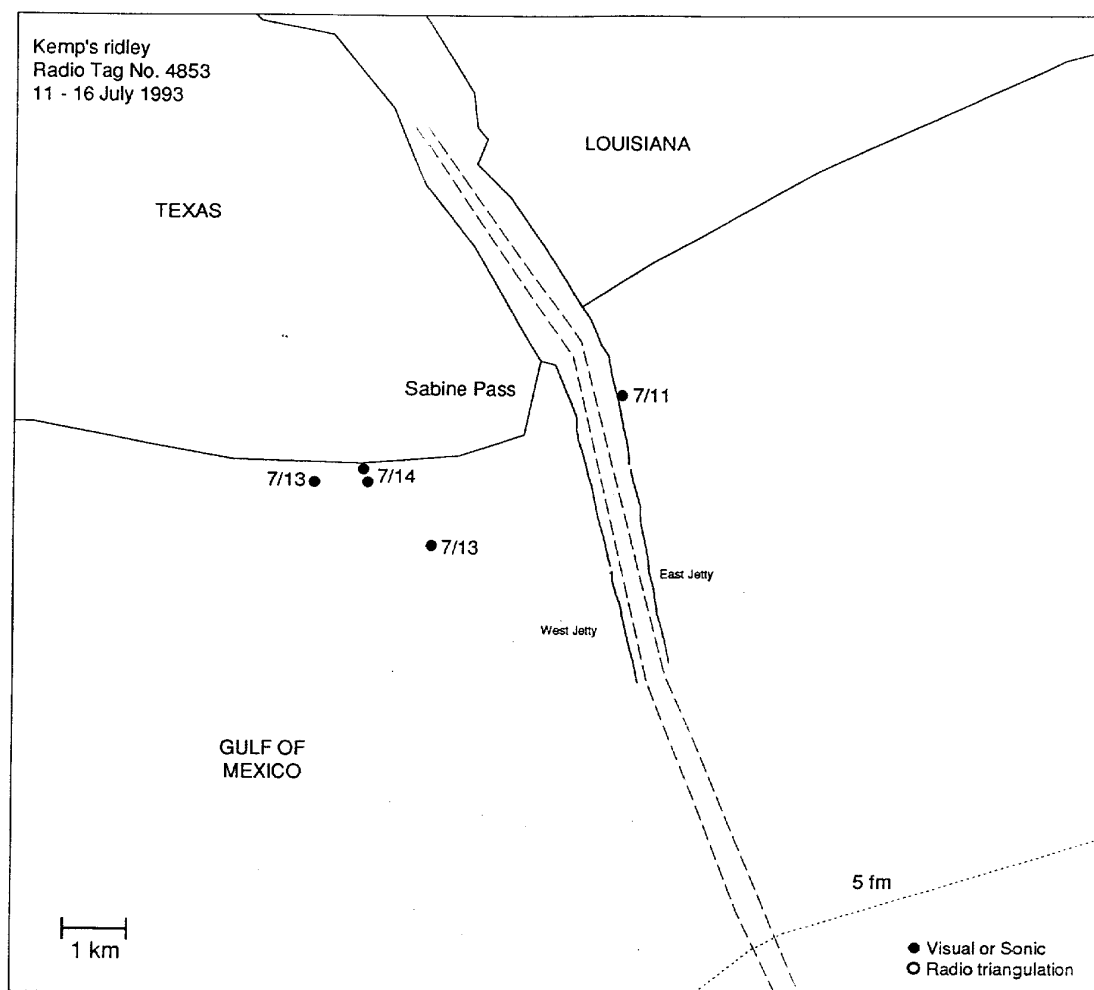 Kemp's ridley
Radio Tag No. 4853
11 - 16 July 1993
LOUISIANA
TEXAS
Sabine Pass
7/11
7/13
7/14
7/13
East Jetty
West Jetty
GULF OF
MEXICO
5 fm
1 km
Visual or Sonic
Radio triangulation